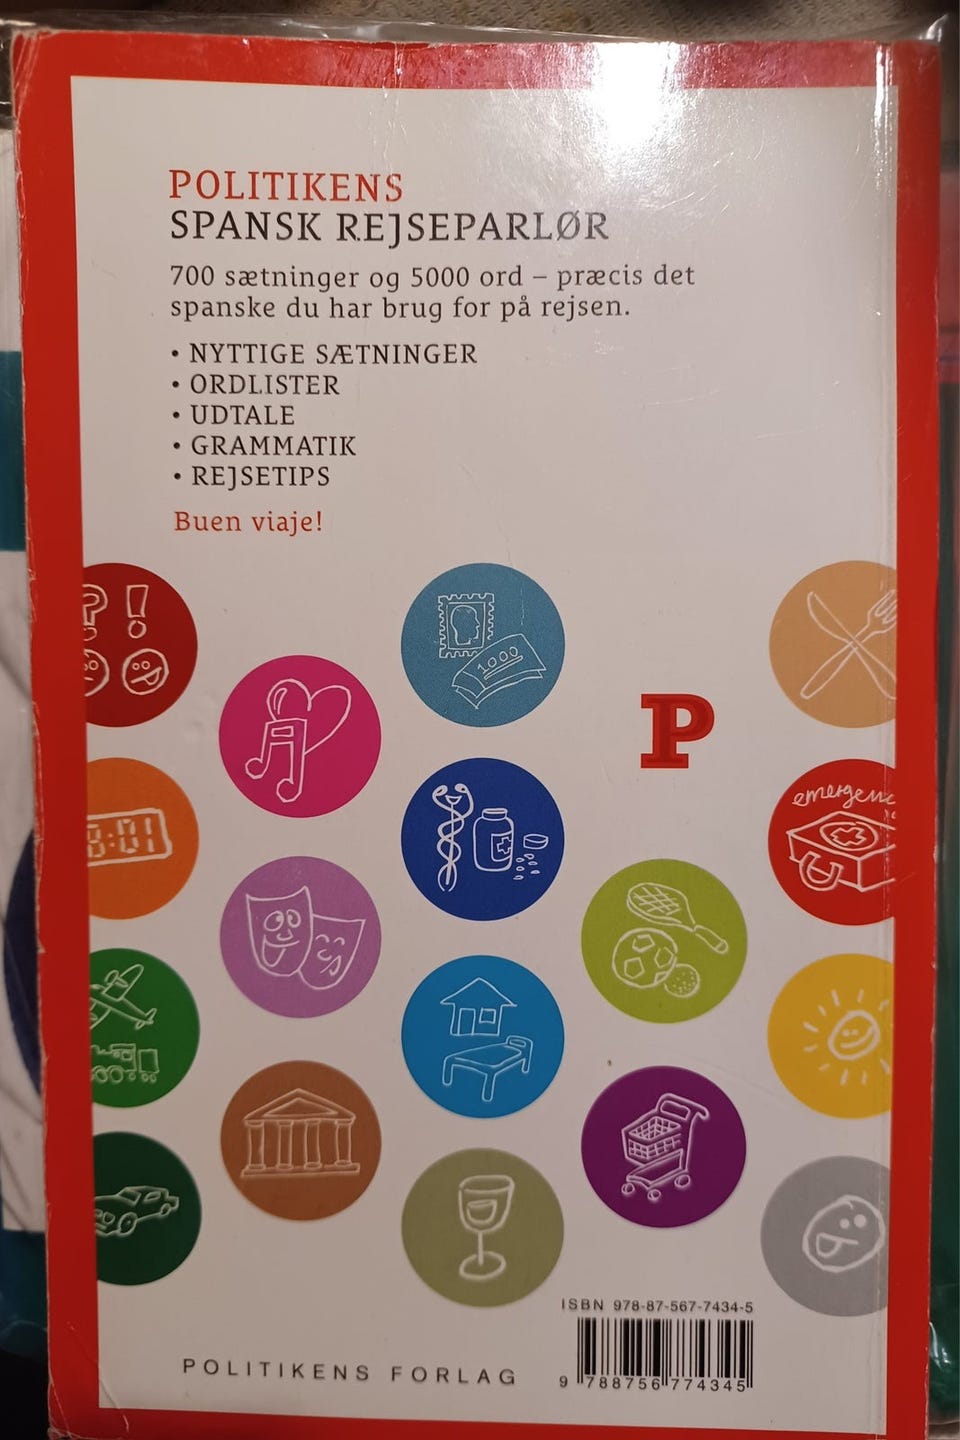 POLITIKENS
SPANSK REJSEPARLØR
700 sætninger og 5000 ord – præcis det
spanske du har brug for på rejsen.
• NYTTIGE SÆTNINGER
• ORDLISTER
• UDTALE
• GRAMMATIK
• REJSETIPS
Buen viaje!
? !
1000
P
8:01
emergenc
ISBN 978-87-567-7434-5
POLITIKENS FORLAG
9 788756 774345